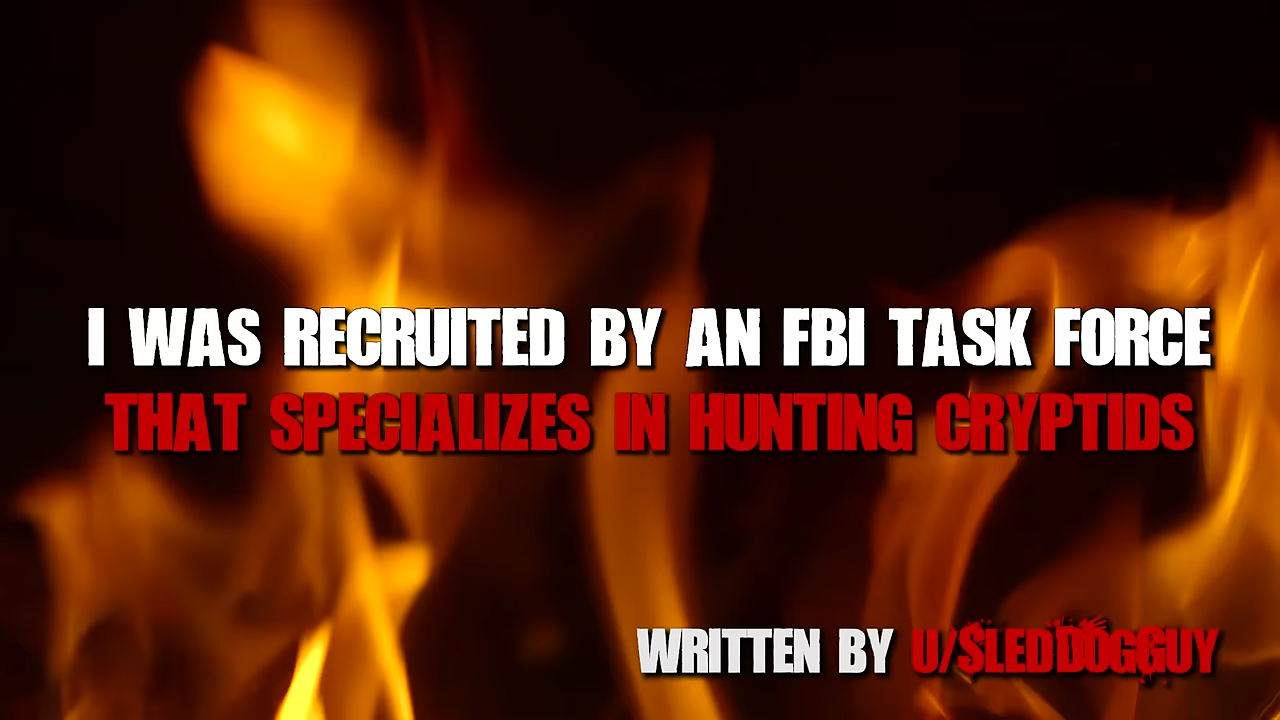 I WAS RECRUITED BY AN FBI TASK FORCE
THAT SPECIALIZES IN HUNTING CRYPTIDS
WRITTEN BY U/SLEDDOGGUY